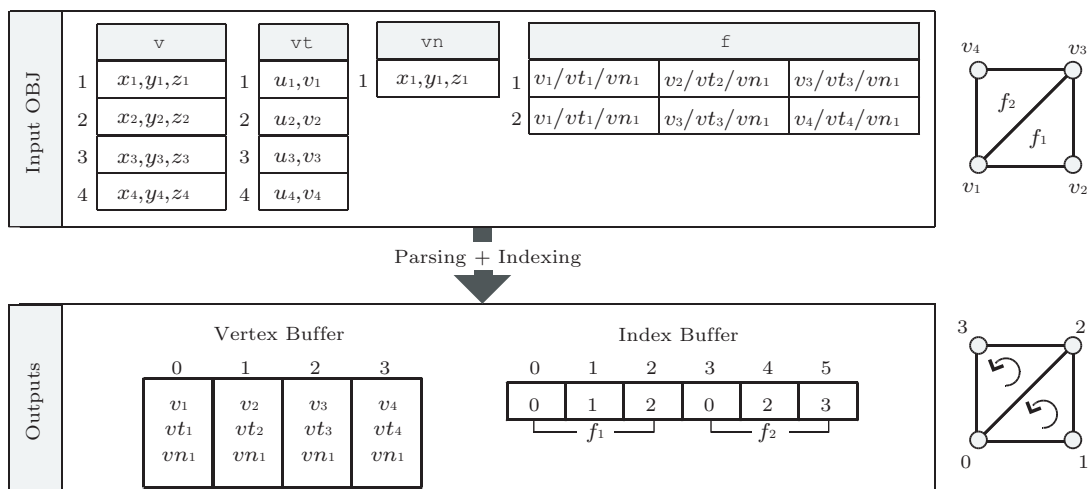 Input OBJ
v vt vn f
1 x₁,y₁,z₁ 1 u₁,v₁ 1 x₁,y₁,z₁ 1 v₁/vt₁/vn₁ v₂/vt₂/vn₁ v₃/vt₃/vn₁
2 x₂,y₂,z₂ 2 u₂,v₂ 2 v₁/vt₁/vn₁ v₃/vt₃/vn₁ v₄/vt₄/vn₁
3 x₃,y₃,z₃ 3 u₃,v₃
4 x₄,y₄,z₄ 4 u₄,v₄
v₄ v₃
f₂
f₁
v₁ v₂
Parsing + Indexing
Outputs
Vertex Buffer
0 1 2 3
v₁ v₂ v₃ v₄
vt₁ vt₂ vt₃ vt₄
vn₁ vn₁ vn₁ vn₁
Index Buffer
0 1 2 3 4 5
0 1 2 0 2 3
f₁ f₂
3 2
0 1